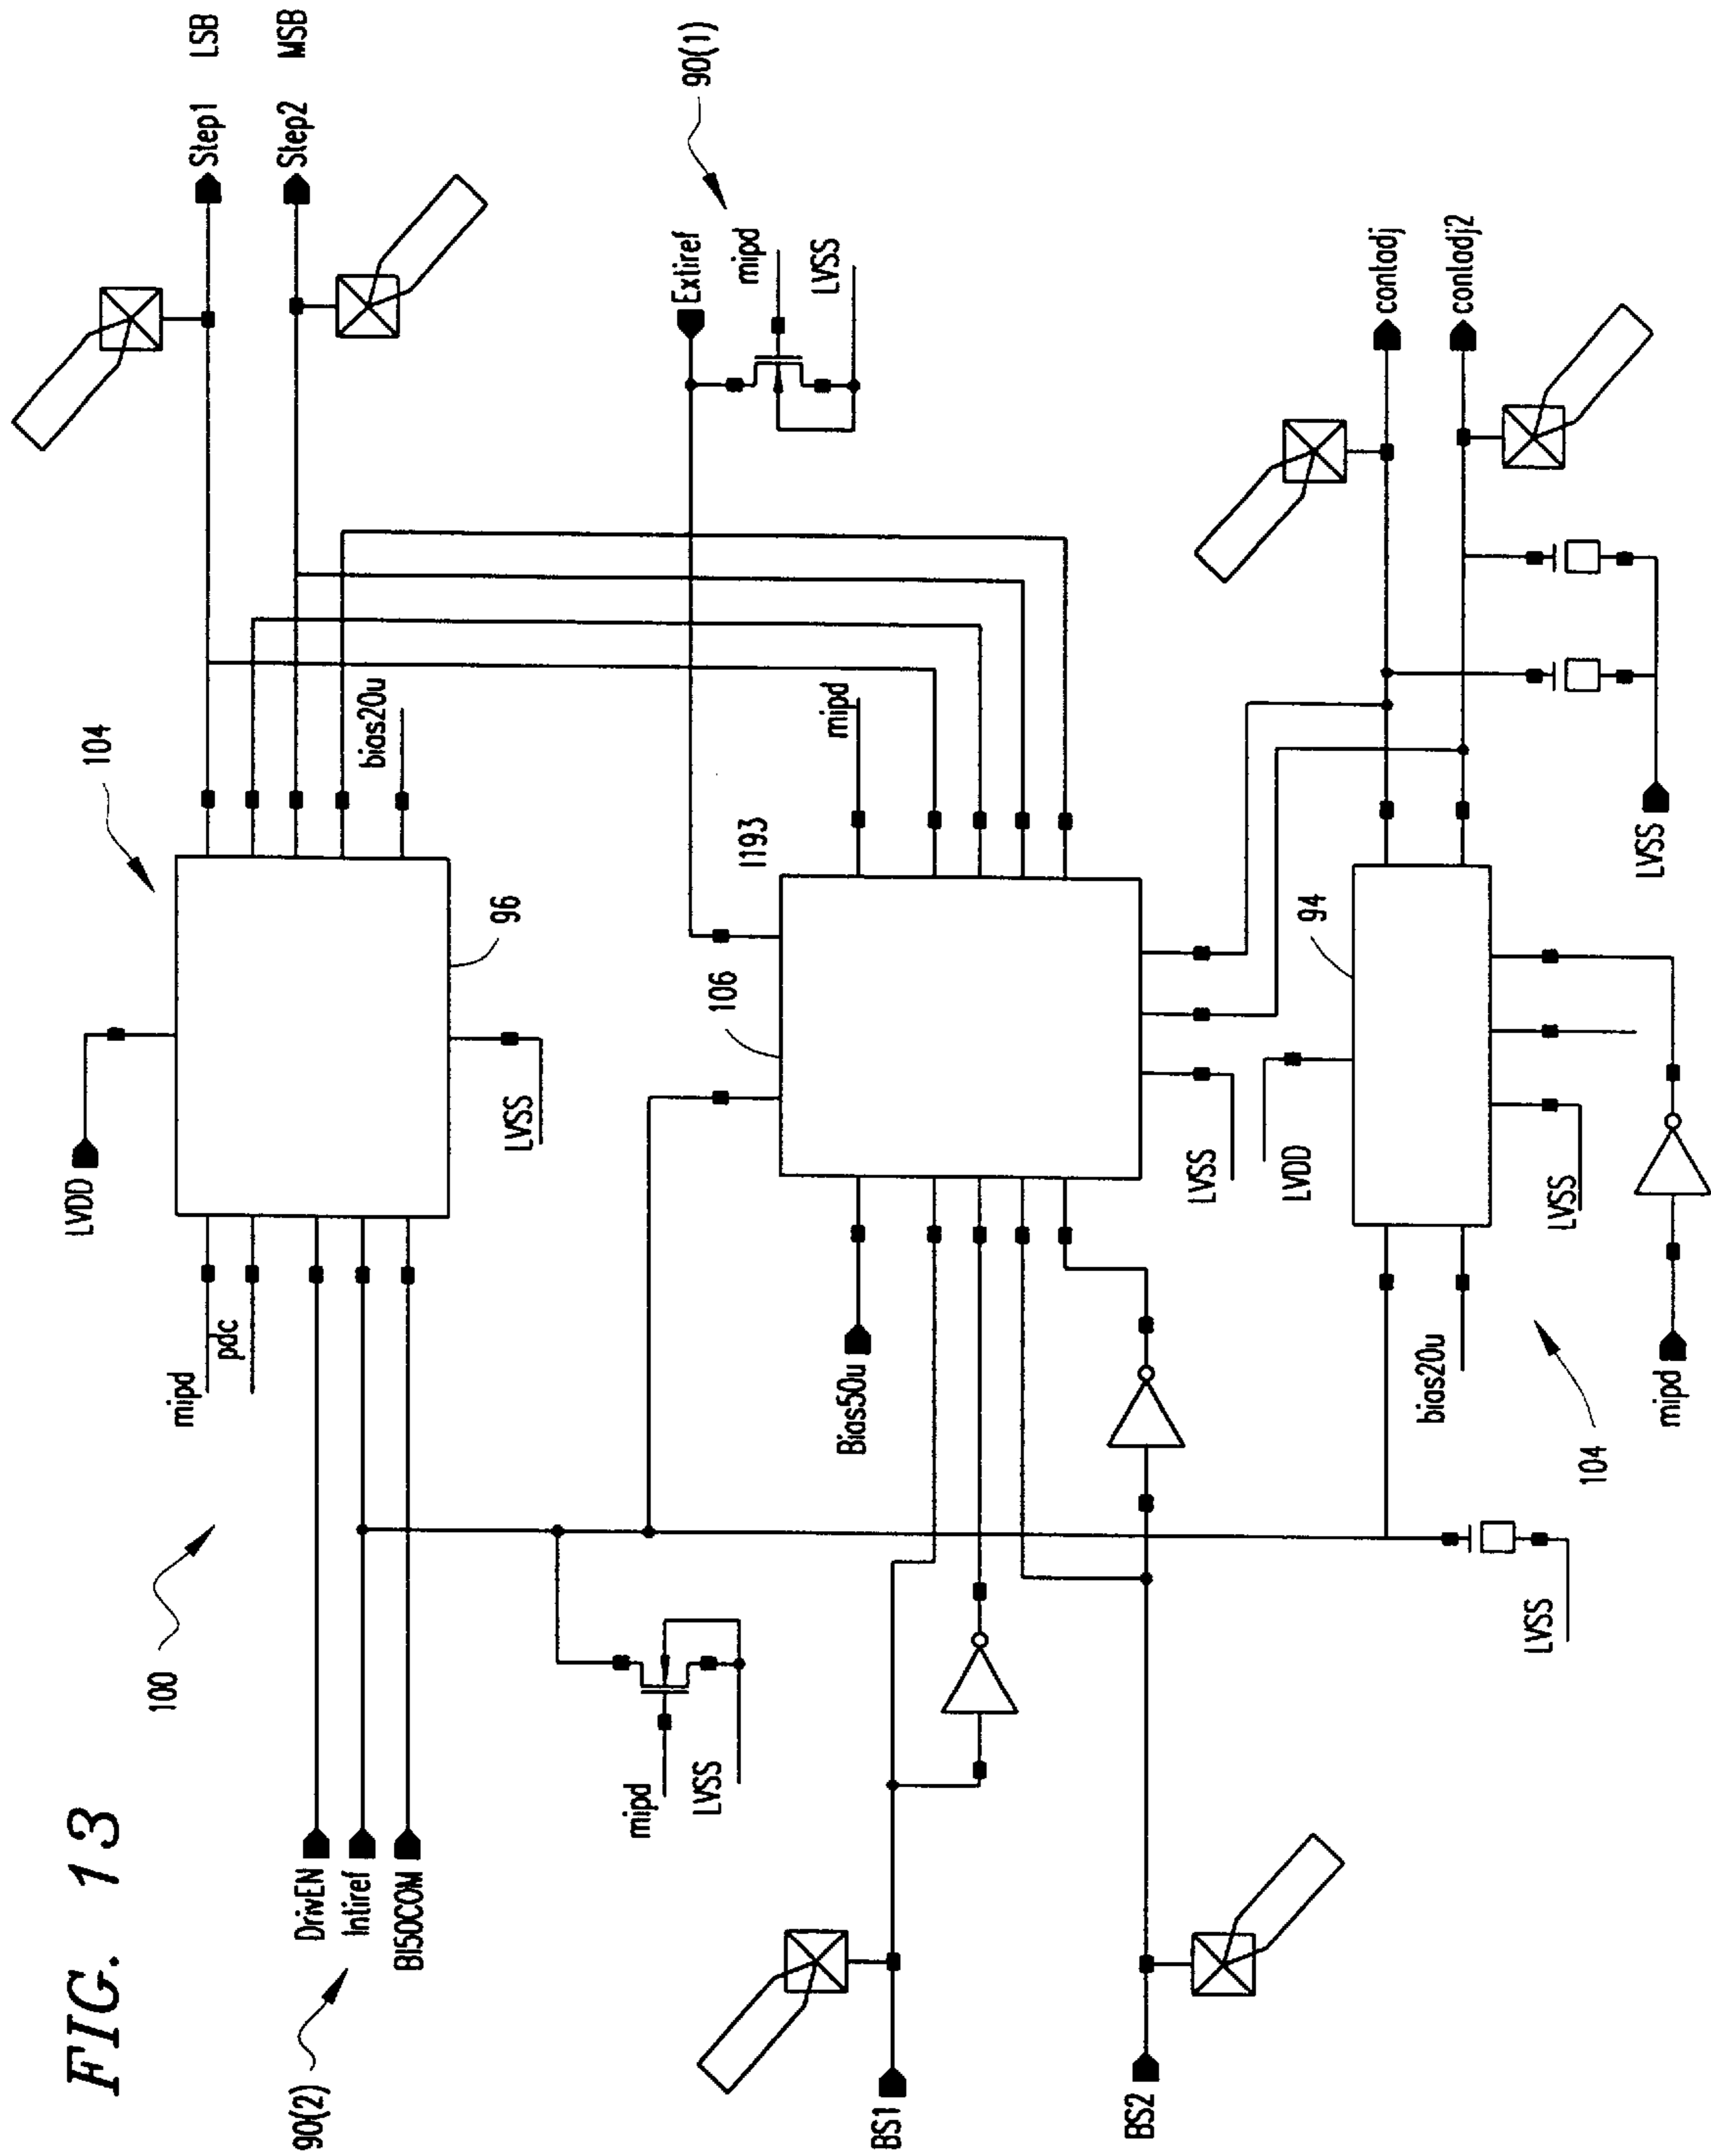 FIG. 13
100
104
LSB
MSB
Step1
Step2
LVDD
mipd
pdc
bias20u
96
LVSS
DrivEN
Intiref
BI50COM
90(2)
90(1)
Extiref
mipd
LVSS
mipd
LVSS
I193
mipd
106
Bias50u
LVSS
BS1
BS2
LVDD
94
contadj
contadj2
bias20u
LVSS
LVSS
LVSS
104
mipd